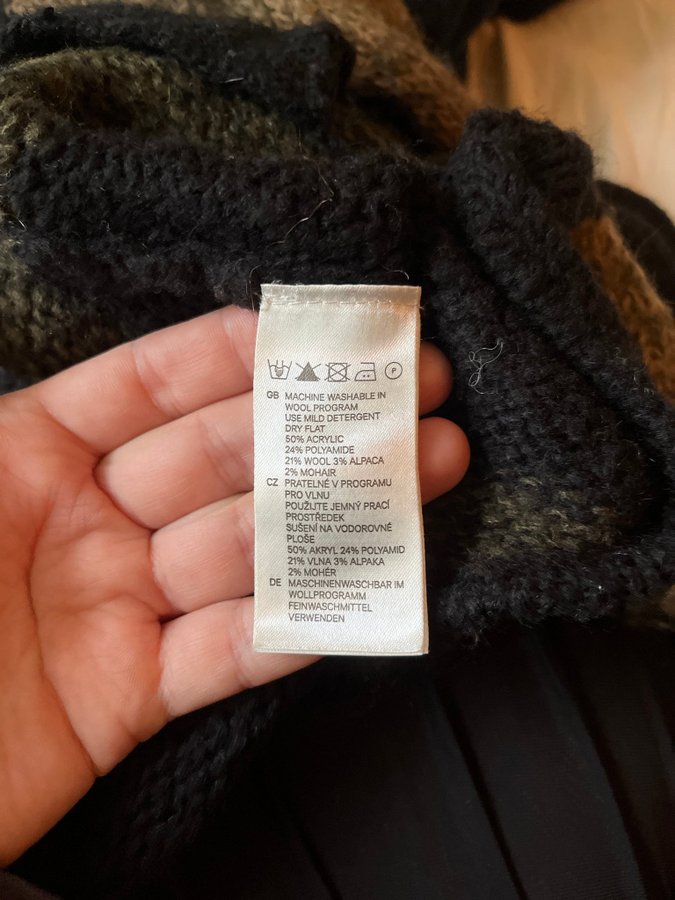 P
GB MACHINE WASHABLE IN
WOOL PROGRAM
USE MILD DETERGENT
DRY FLAT
50% ACRYLIC
24% POLYAMIDE
21% WOOL 3% ALPACA
2% MOHAIR
CZ PRATELNÉ V PROGRAMU
PRO VLNU
POUŽIJTE JEMNÝ PRACÍ
PROSTŘEDEK
SUŠENÍ NA VODOROVNÉ
PLOŠE
50% AKRYL 24% POLYAMID
21% VLNA 3% ALPAKA
2% MOHÉR
DE MASCHINENWASCHBAR IM
WOLLPROGRAMM
FEINWASCHMITTEL
VERWENDEN